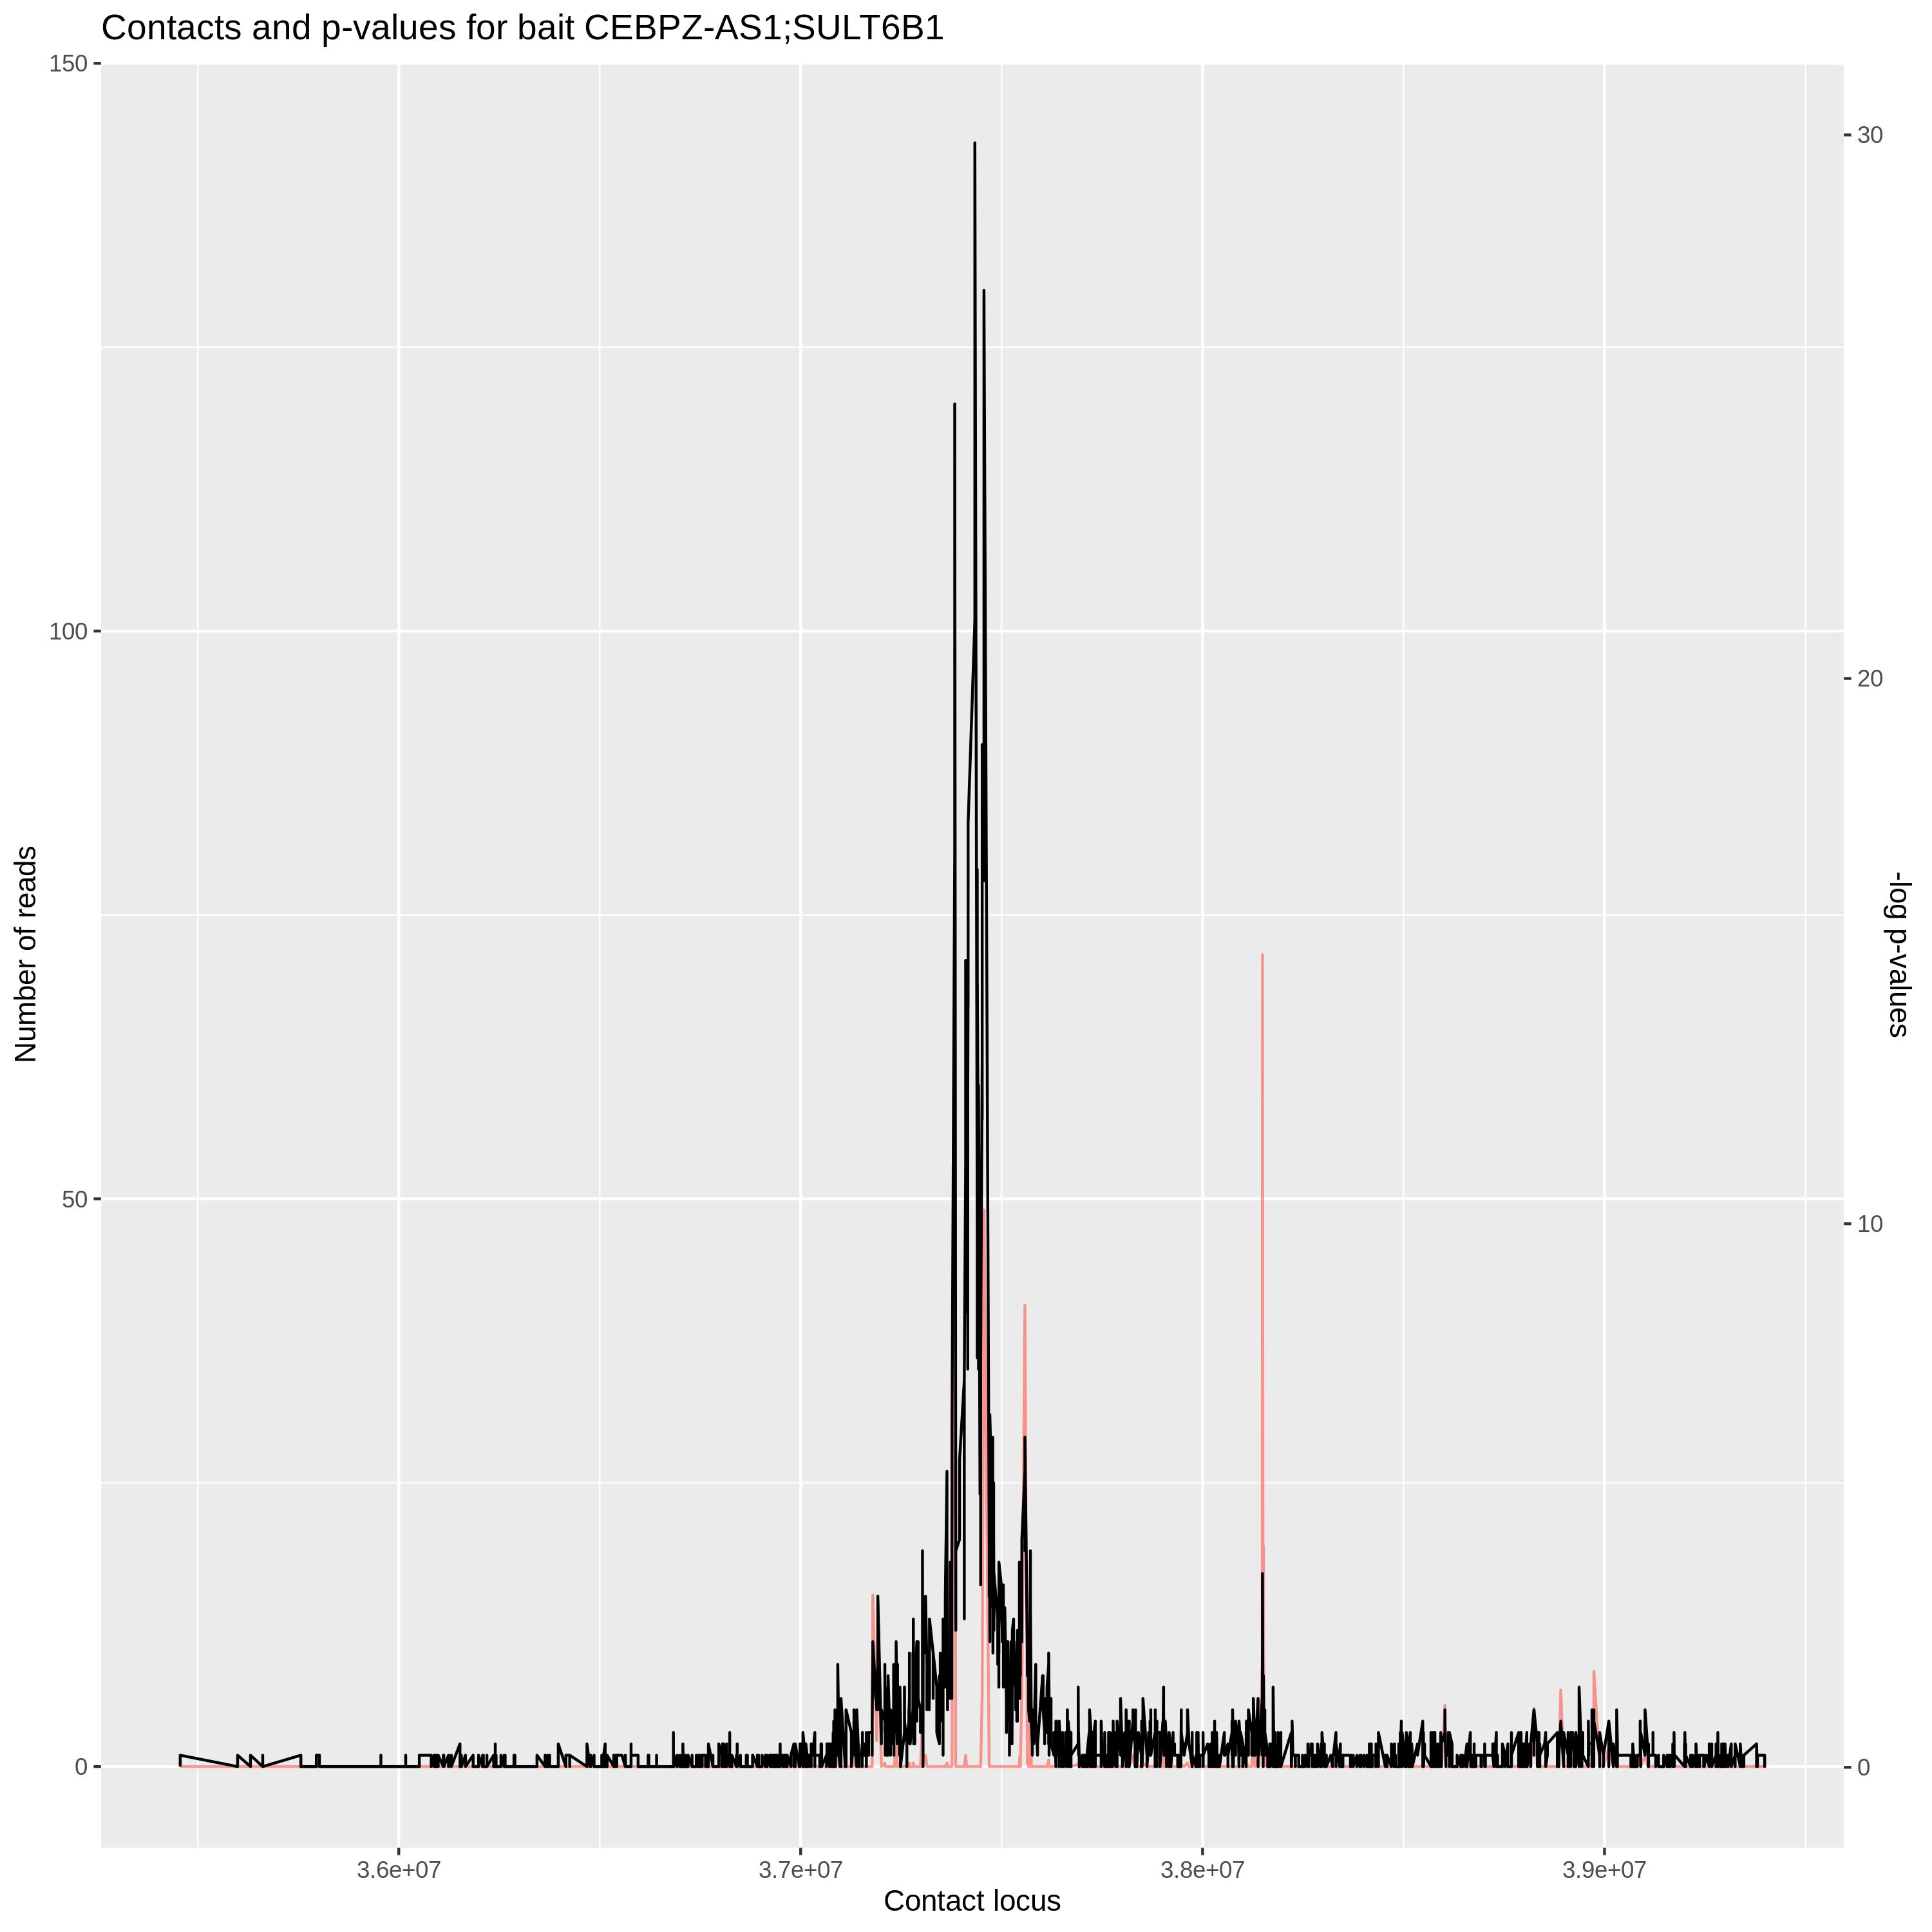 Contacts and p-values for bait CEBPZ-AS1;SULT6B1
150
100
50
0
Number of reads
30
20
10
0
-log p-values
3.6e+07
3.7e+07
3.8e+07
3.9e+07
Contact locus